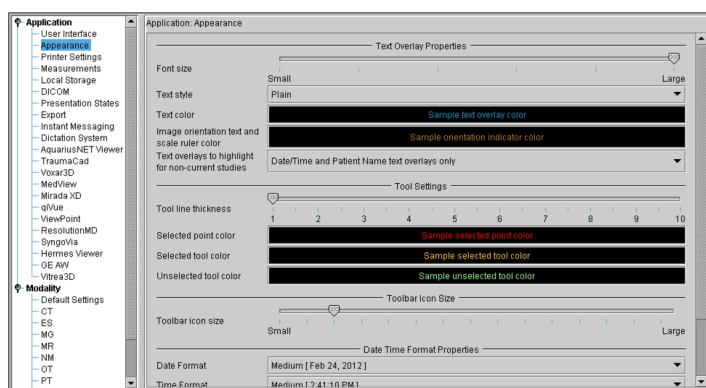 Application
User Interface
Appearance
Printer Settings
Measurements
Local Storage
DICOM
Presentation States
Export
Instant Messaging
Dictation System
AquariusNET Viewer
TraumaCad
Voxar3D
MedView
Mirada XD
qiVue
ViewPoint
ResolutionMD
SyngoVia
Hermes Viewer
GE AW
Vitrea3D
Modality
Default Settings
CT
ES
MG
MR
NM
OT
PT
Application: Appearance
Text Overlay Properties
Font size
Small Large
Text style Plain
Text color Sample text overlay color
Image orientation text and
scale ruler color Sample orientation indicator color
Text overlays to highlight
for non-current studies Date/Time and Patient Name text overlays only
Tool Settings
Tool line thickness
1 2 3 4 5 6 7 8 9 10
Selected point color Sample selected point color
Selected tool color Sample selected tool color
Unselected tool color Sample unselected tool color
Toolbar Icon Size
Toolbar icon size
Small Large
Date Time Format Properties
Date Format Medium [ Feb 24, 2012 ]
Time Format Medium [ 2:41:10 PM ]